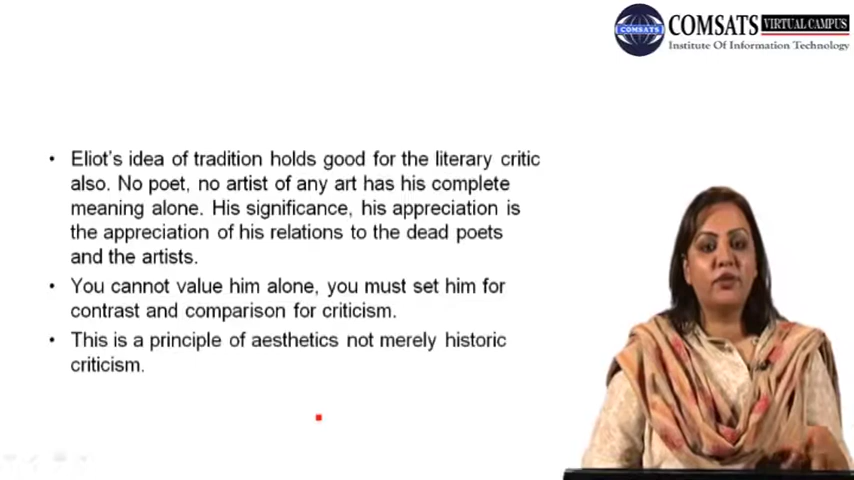 COMSATS
COMSATS VIRTUAL CAMPUS
Institute Of Information Technology
• Eliot's idea of tradition holds good for the literary critic
also. No poet, no artist of any art has his complete
meaning alone. His significance, his appreciation is
the appreciation of his relations to the dead poets
and the artists.
• You cannot value him alone, you must set him for
contrast and comparison for criticism.
• This is a principle of aesthetics not merely historic
criticism.